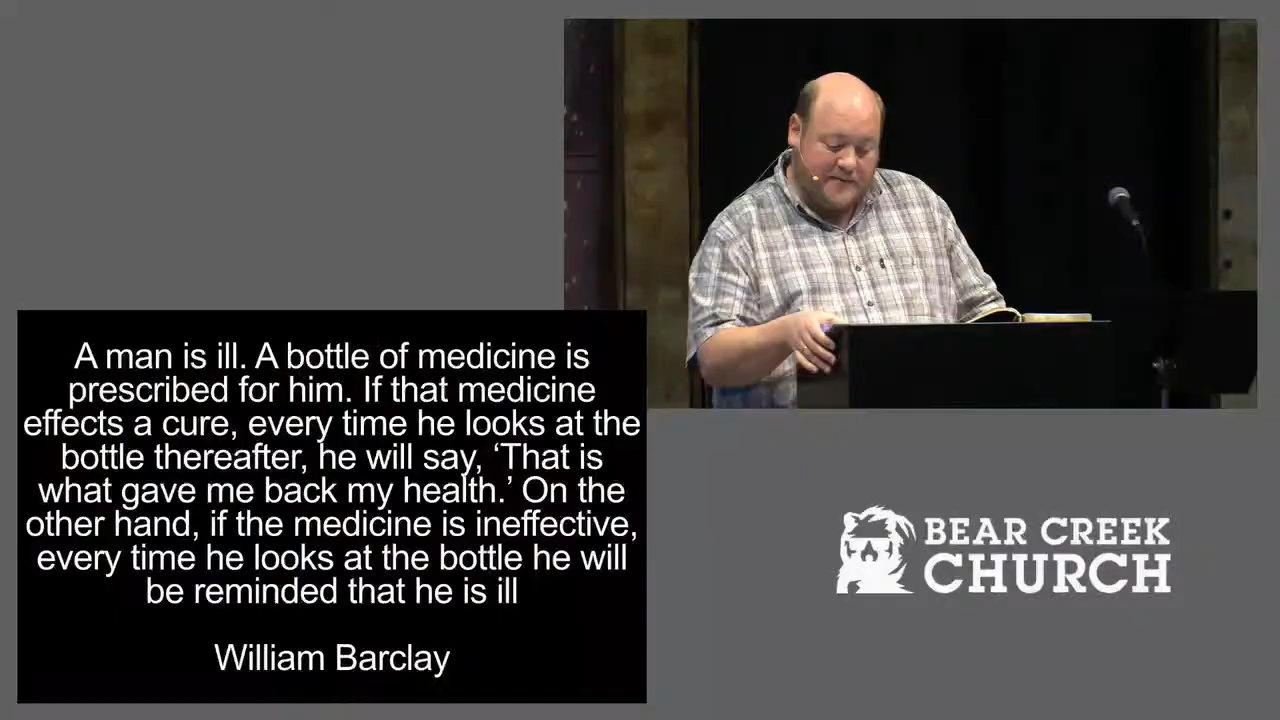 A man is ill. A bottle of medicine is
prescribed for him. If that medicine
effects a cure, every time he looks at the
bottle thereafter, he will say, ‘That is
what gave me back my health.’ On the
other hand, if the medicine is ineffective,
every time he looks at the bottle he will
be reminded that he is ill
William Barclay
BEAR CREEK
CHURCH